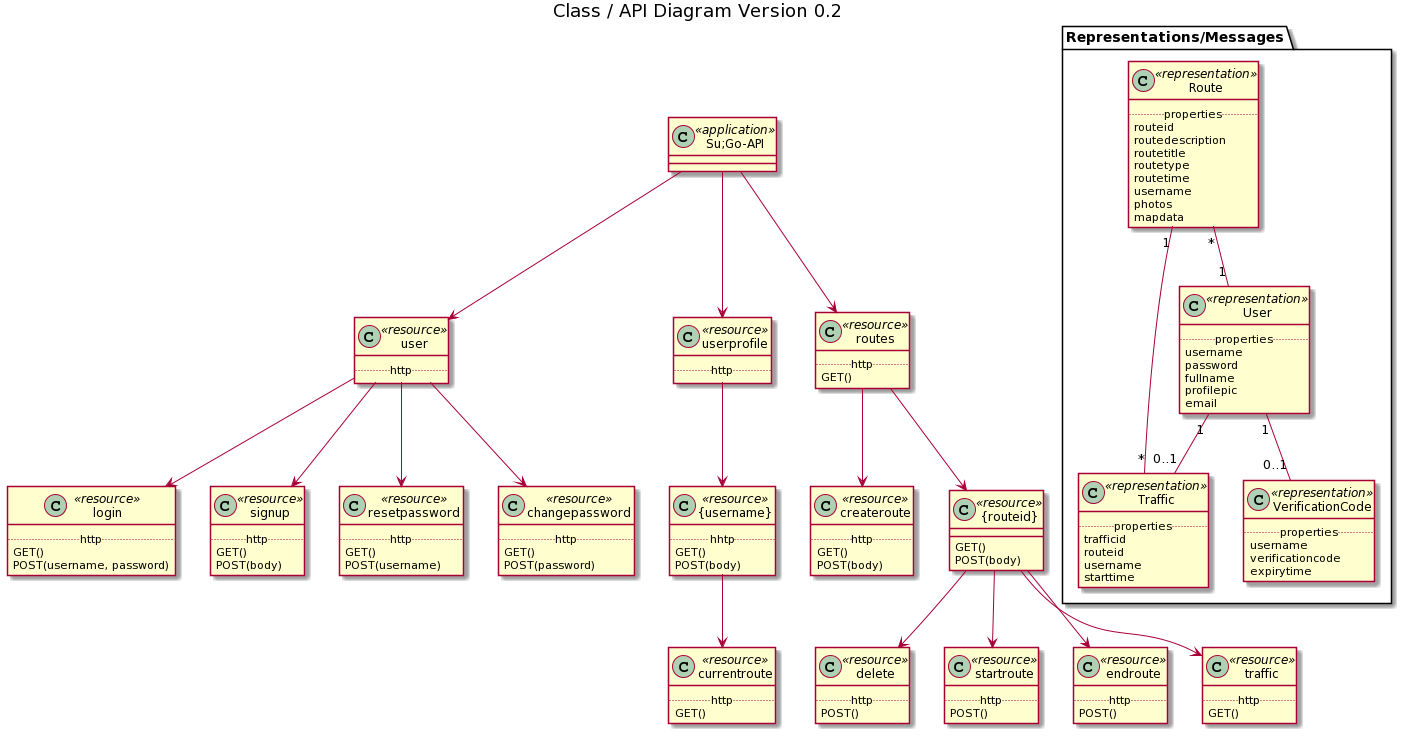 Class / API Diagram Version 0.2
Representations/Messages
C «representation»
Route
properties
routeid
routedescription
routetitle
routetype
routetime
username
photos
mapdata
C «application»
Su;Go-API
1
*
1
C «representation»
User
properties
username
password
fullname
profilepic
email
C «resource»
user
http
C «resource»
userprofile
http
C «resource»
routes
http
GET()
1
1
* 0..1
0..1
C «representation»
Traffic
properties
trafficid
routeid
username
starttime
C «representation»
VerificationCode
properties
username
verificationcode
expirytime
C «resource»
login
http
GET()
POST(username, password)
C «resource»
signup
http
GET()
POST(body)
C «resource»
resetpassword
http
GET()
POST(username)
C «resource»
changepassword
http
GET()
POST(password)
C «resource»
{username}
hhtp
GET()
POST(body)
C «resource»
createroute
http
GET()
POST(body)
C «resource»
{routeid}
GET()
POST(body)
C «resource»
currentroute
http
GET()
C «resource»
delete
http
POST()
C «resource»
startroute
http
POST()
C «resource»
endroute
http
POST()
C «resource»
traffic
http
GET()